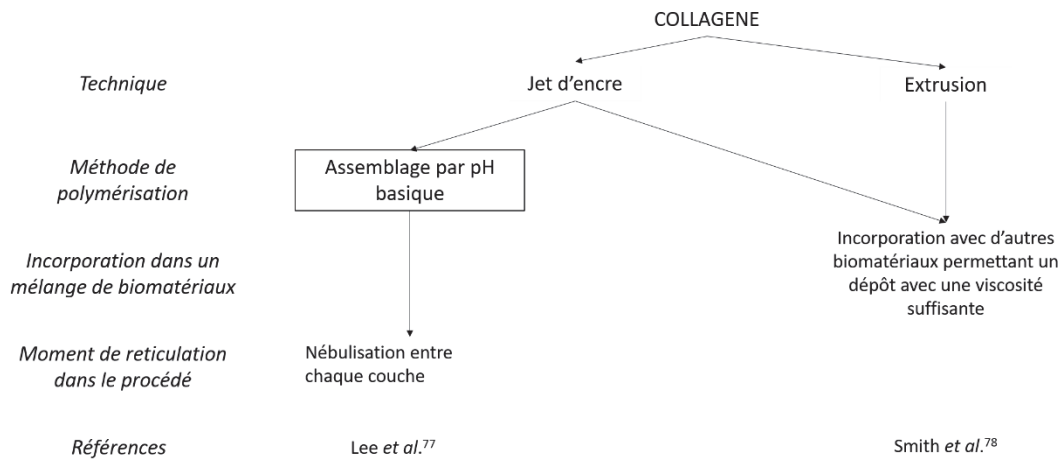 COLLAGENE
Technique
Jet d'encre
Extrusion
Méthode de
polymérisation
Assemblage par pH
basique
Incorporation dans un
mélange de biomatériaux
Incorporation avec d'autres
biomatériaux permettant un
dépôt avec une viscosité
suffisante
Moment de reticulation
dans le procédé
Nébulisation entre
chaque couche
Références
Lee et al.⁷⁷
Smith et al.⁷⁸